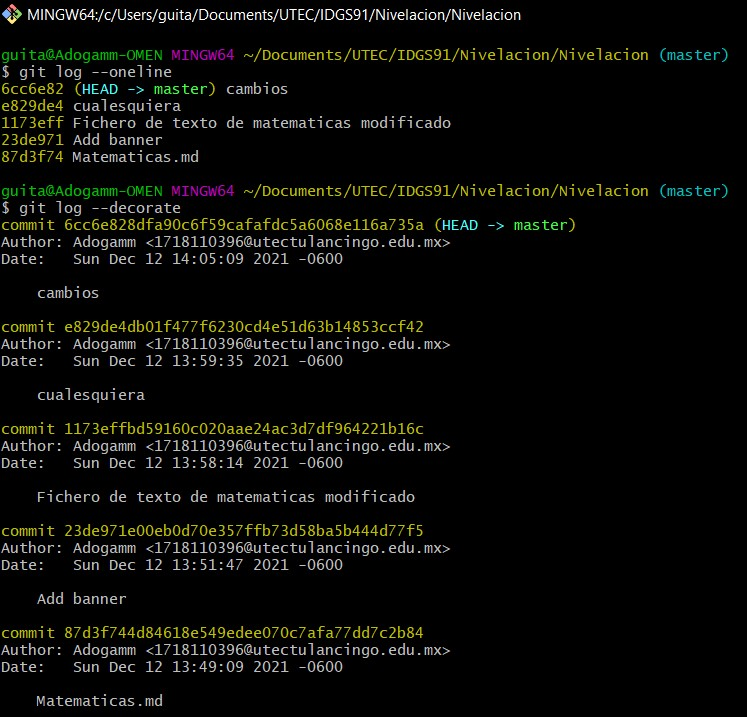 MINGW64:/c/Users/guita/Documents/UTEC/IDGS91/Nivelacion/Nivelacion
guita@Adogamm-OMEN MINGW64 ~/Documents/UTEC/IDGS91/Nivelacion/Nivelacion (master)
$ git log --oneline
6cc6e82 (HEAD -> master) cambios
e829de4 cualesquiera
1173eff Fichero de texto de matematicas modificado
23de971 Add banner
87d3f74 Matematicas.md
guita@Adogamm-OMEN MINGW64 ~/Documents/UTEC/IDGS91/Nivelacion/Nivelacion (master)
$ git log --decorate
commit 6cc6e828dfa90c6f59cafafdc5a6068e116a735a (HEAD -> master)
Author: Adogamm <1718110396@utectulancingo.edu.mx>
Date:   Sun Dec 12 14:05:09 2021 -0600
    cambios
commit e829de4db01f477f6230cd4e51d63b14853ccf42
Author: Adogamm <1718110396@utectulancingo.edu.mx>
Date:   Sun Dec 12 13:59:35 2021 -0600
    cualesquiera
commit 1173effbd59160c020aae24ac3d7df964221b16c
Author: Adogamm <1718110396@utectulancingo.edu.mx>
Date:   Sun Dec 12 13:58:14 2021 -0600
    Fichero de texto de matematicas modificado
commit 23de971e00eb0d70e357ffb73d58ba5b444d77f5
Author: Adogamm <1718110396@utectulancingo.edu.mx>
Date:   Sun Dec 12 13:51:47 2021 -0600
    Add banner
commit 87d3f744d84618e549edee070c7afa77dd7c2b84
Author: Adogamm <1718110396@utectulancingo.edu.mx>
Date:   Sun Dec 12 13:49:09 2021 -0600
    Matematicas.md